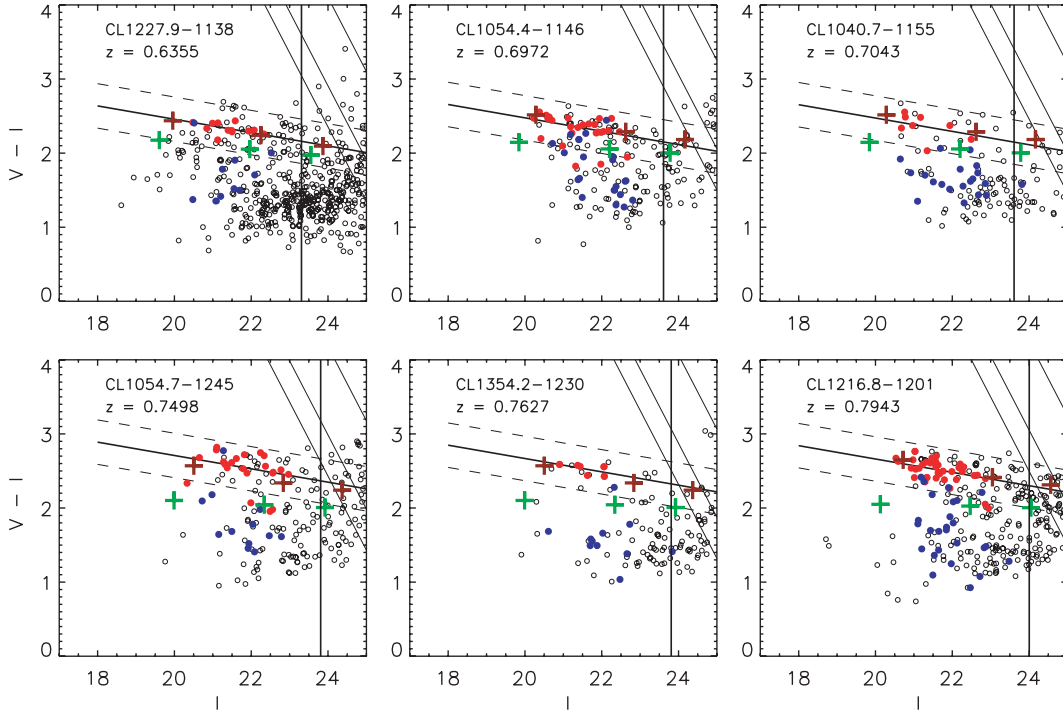 CL1227.9−1138
z = 0.6355
CL1054.4−1146
z = 0.6972
CL1040.7−1155
z = 0.7043
V − I
4
3
2
1
0
18 20 22 24
18 20 22 24
18 20 22 24
CL1054.7−1245
z = 0.7498
CL1354.2−1230
z = 0.7627
CL1216.8−1201
z = 0.7943
V − I
4
3
2
1
0
18 20 22 24
18 20 22 24
18 20 22 24
I
I
I